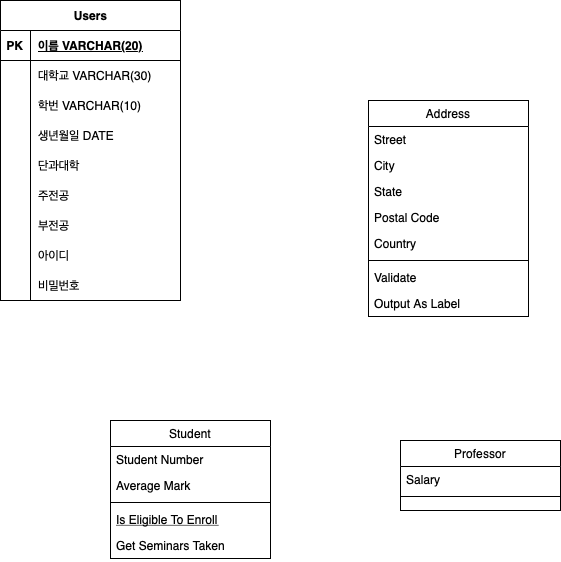 Users
PK 이름 VARCHAR(20)
대학교 VARCHAR(30)
학번 VARCHAR(10)
생년월일 DATE
단과대학
주전공
부전공
아이디
비밀번호
Address
Street
City
State
Postal Code
Country
Validate
Output As Label
Student
Student Number
Average Mark
Is Eligible To Enroll
Get Seminars Taken
Professor
Salary